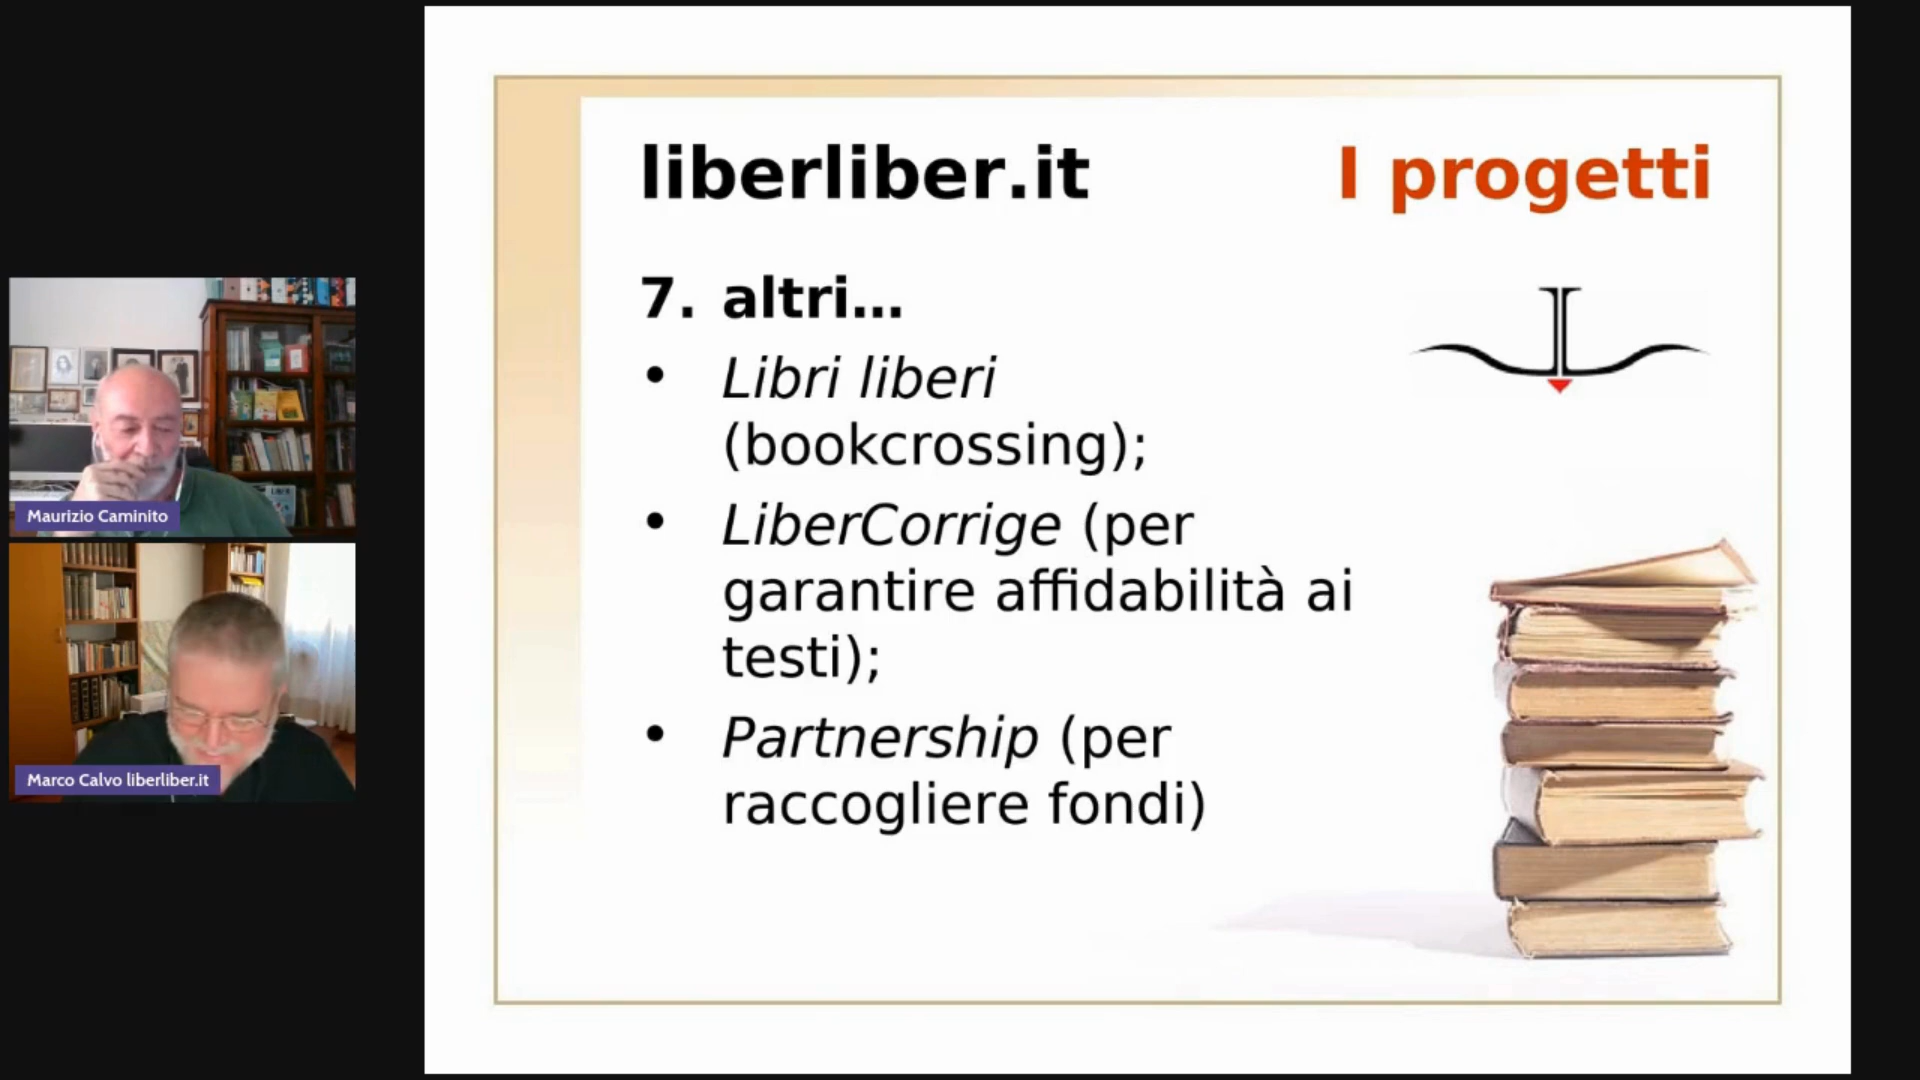 liberliber.it I progetti
7. altri...
• Libri liberi
(bookcrossing);
• LiberCorrige (per
garantire affidabilità ai
testi);
• Partnership (per
raccogliere fondi)
Maurizio Caminito
Marco Calvo liberliber.it